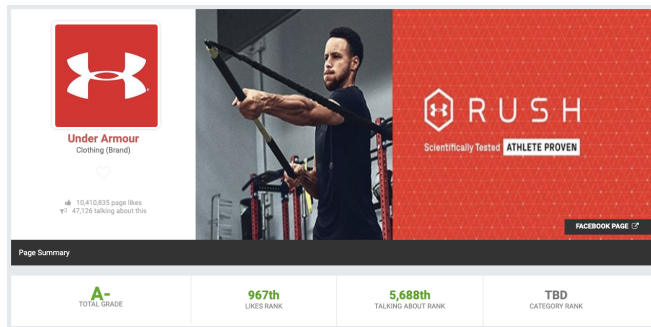 Under Armour
Clothing (Brand)
10,410,835 page likes
47,126 talking about this
RUSH
Scientifically Tested ATHLETE PROVEN
FACEBOOK PAGE
Page Summary
A-
TOTAL GRADE
967th
LIKES RANK
5,688th
TALKING ABOUT RANK
TBD
CATEGORY RANK